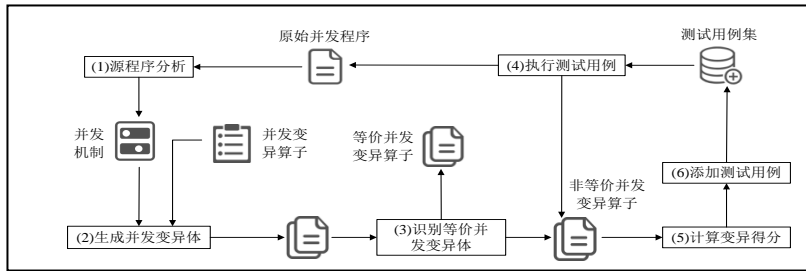 原始并发程序
测试用例集
(1)源程序分析
(4)执行测试用例
并发
机制
并发变
异算子
等价并发
变异算子
非等价并发
变异算子
(6)添加测试用例
(2)生成并发变异体
(3)识别等价并
发变异体
(5)计算变异得分